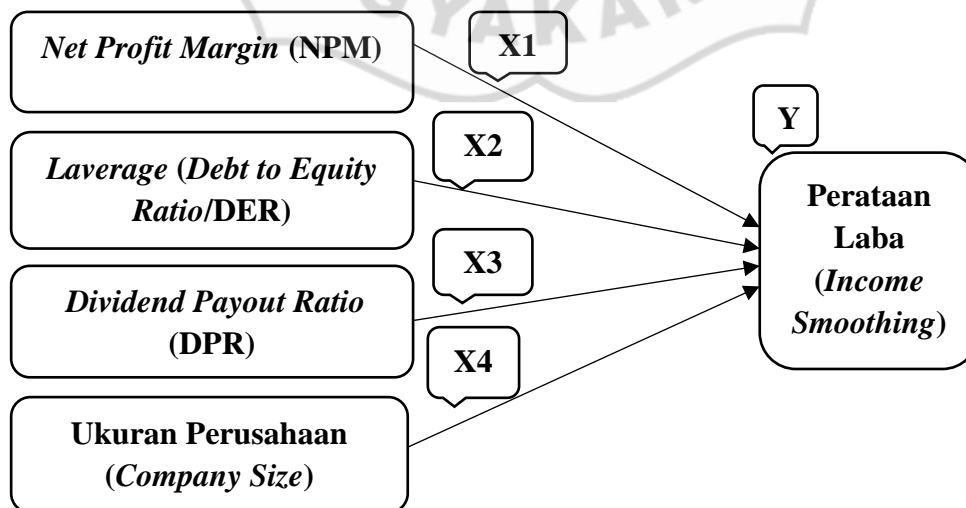 Net Profit Margin (NPM)
X1
Laverage (Debt to Equity
Ratio/DER)
X2
Dividend Payout Ratio
(DPR)
X3
Ukuran Perusahaan
(Company Size)
X4
Y
Perataan
Laba
(Income
Smoothing)